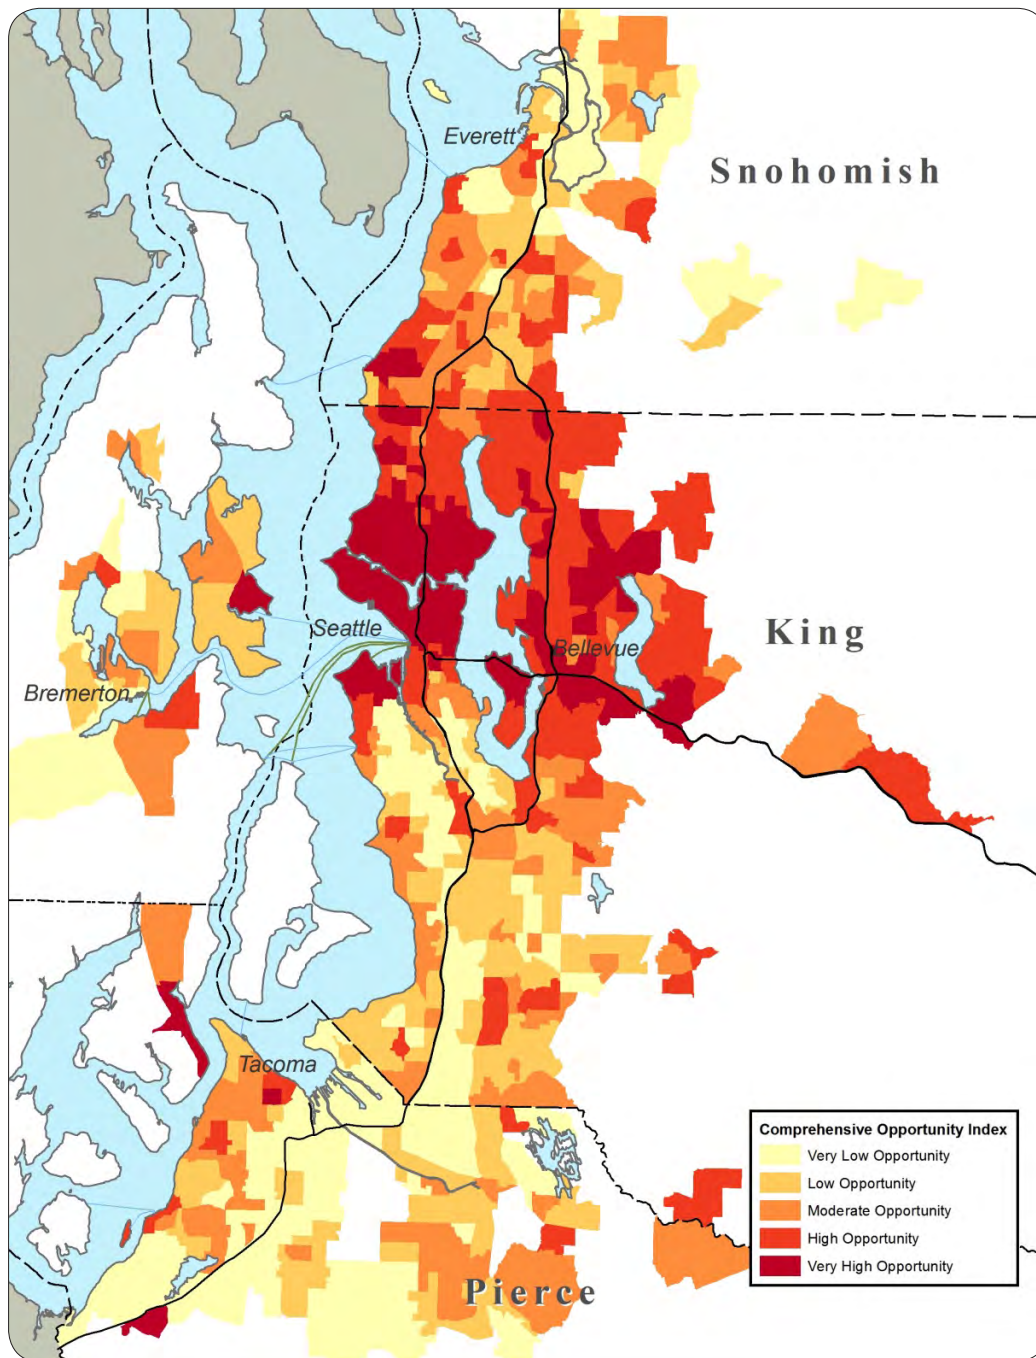 Everett
Snohomish
Seattle
King
Bellevue
Bremerton
Tacoma
Comprehensive Opportunity Index
Very Low Opportunity
Low Opportunity
Moderate Opportunity
High Opportunity
Very High Opportunity
Pierce